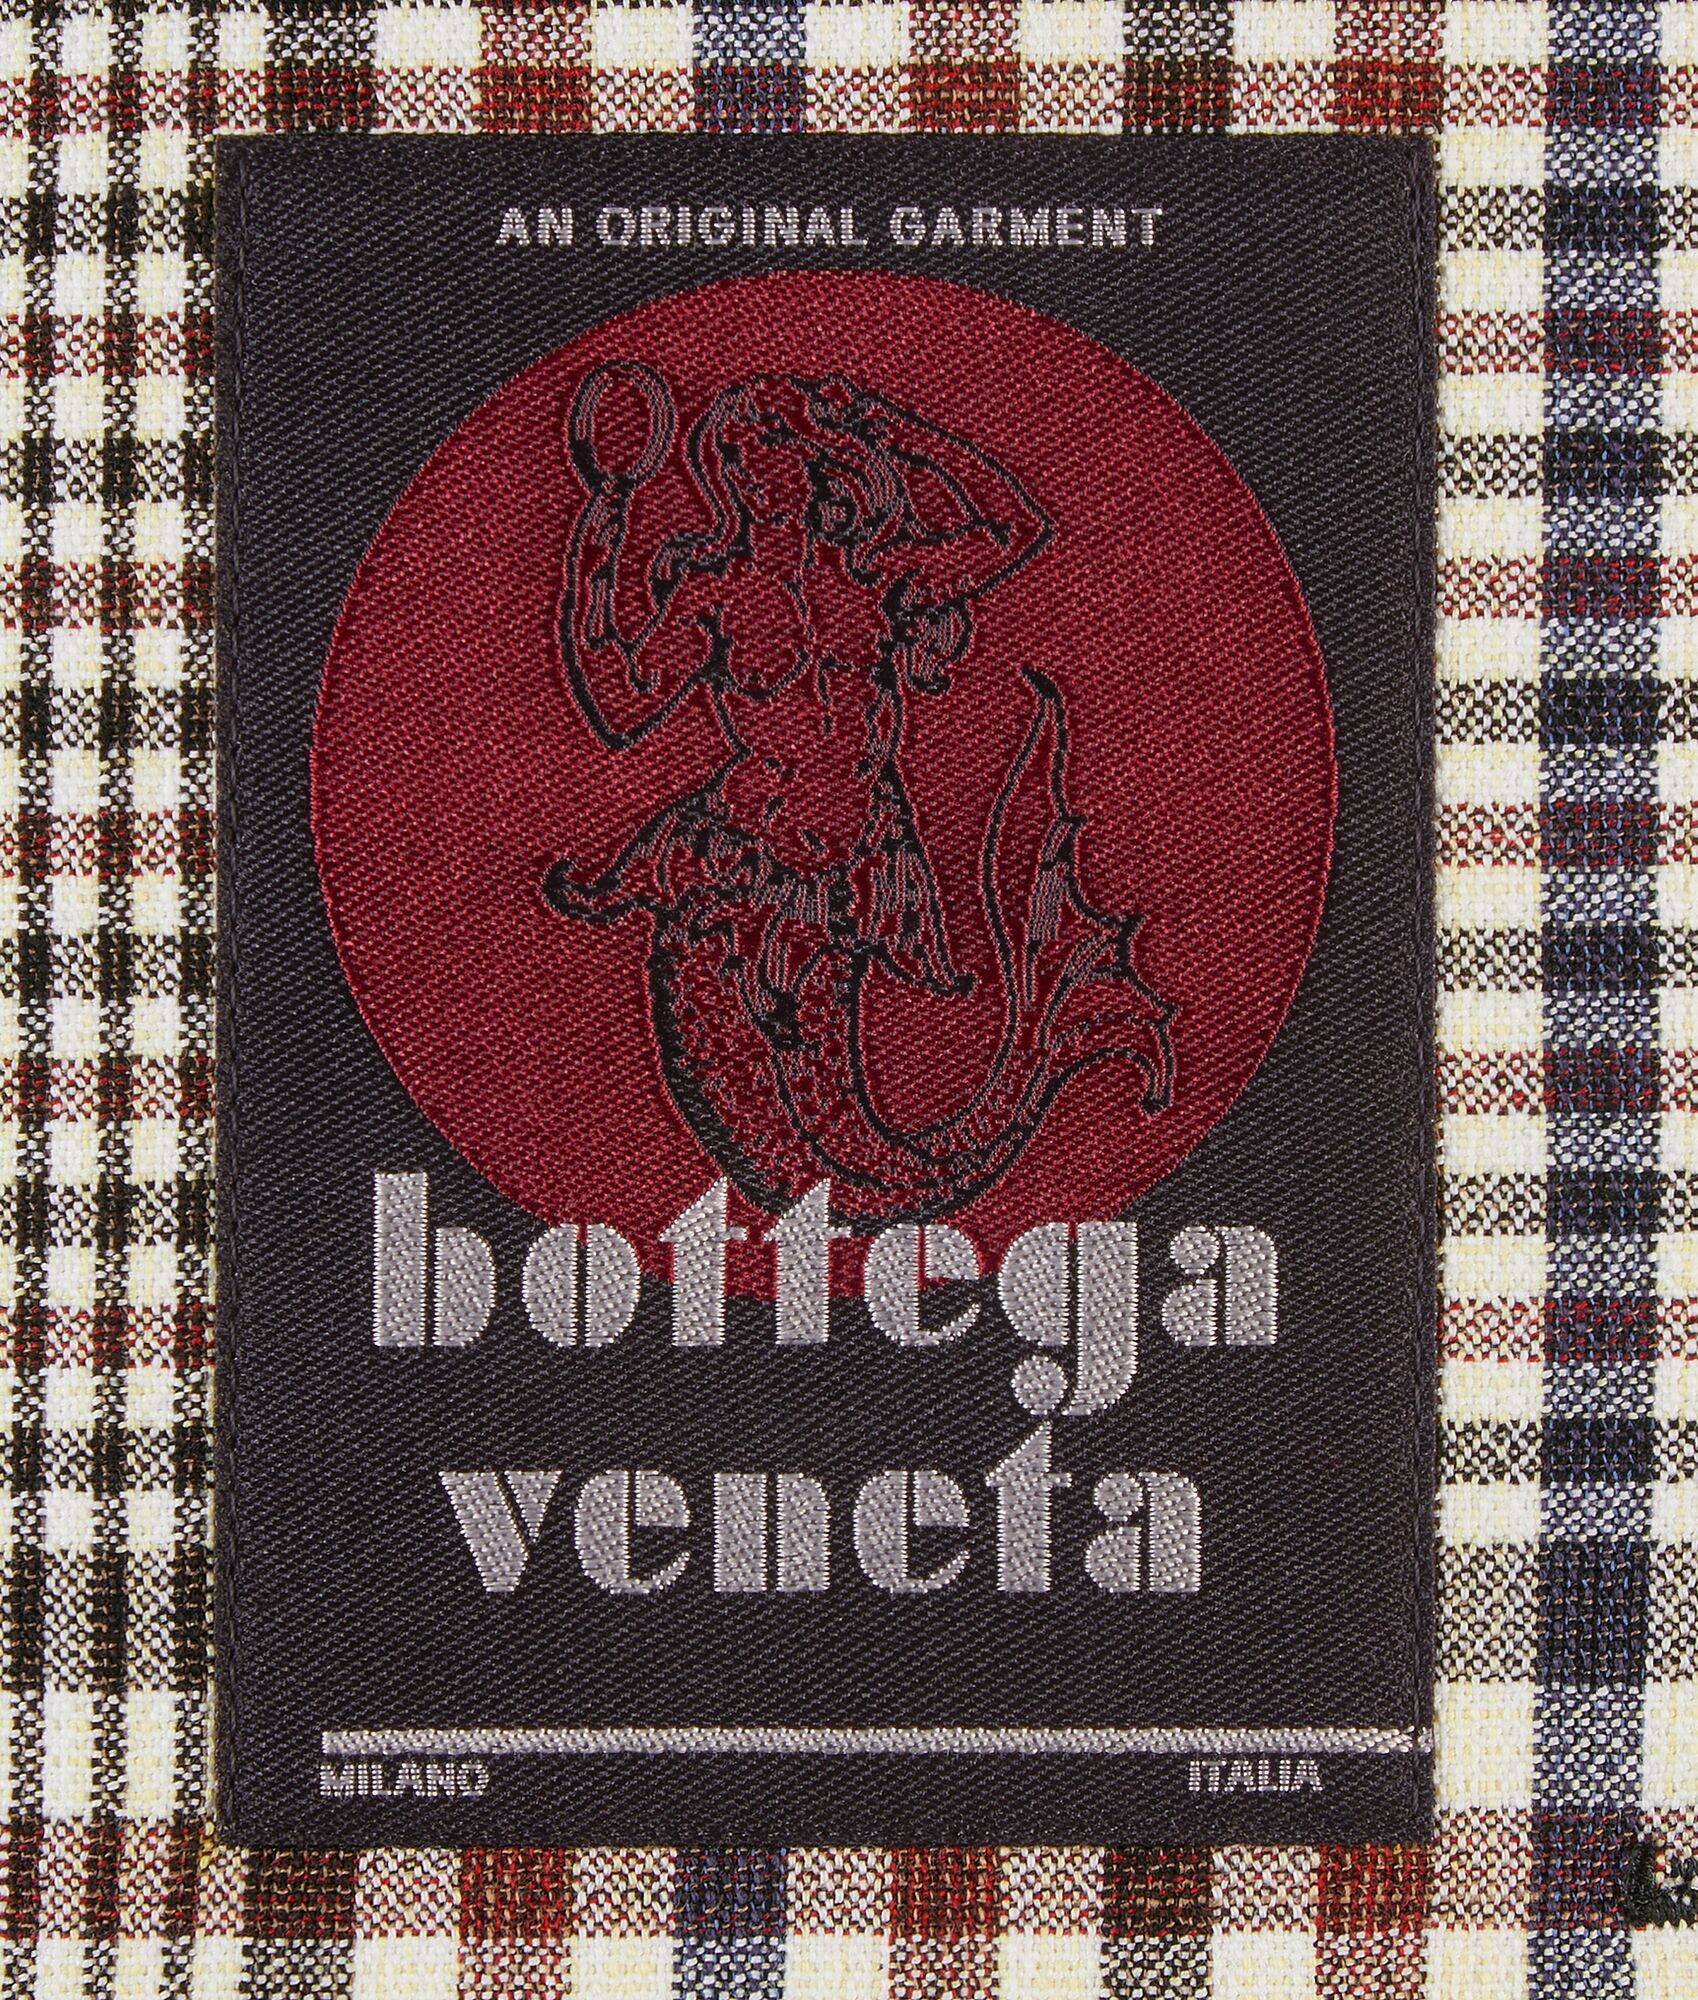 AN ORIGINAL GARMENT
bottega
veneta
MILANO
ITALIA